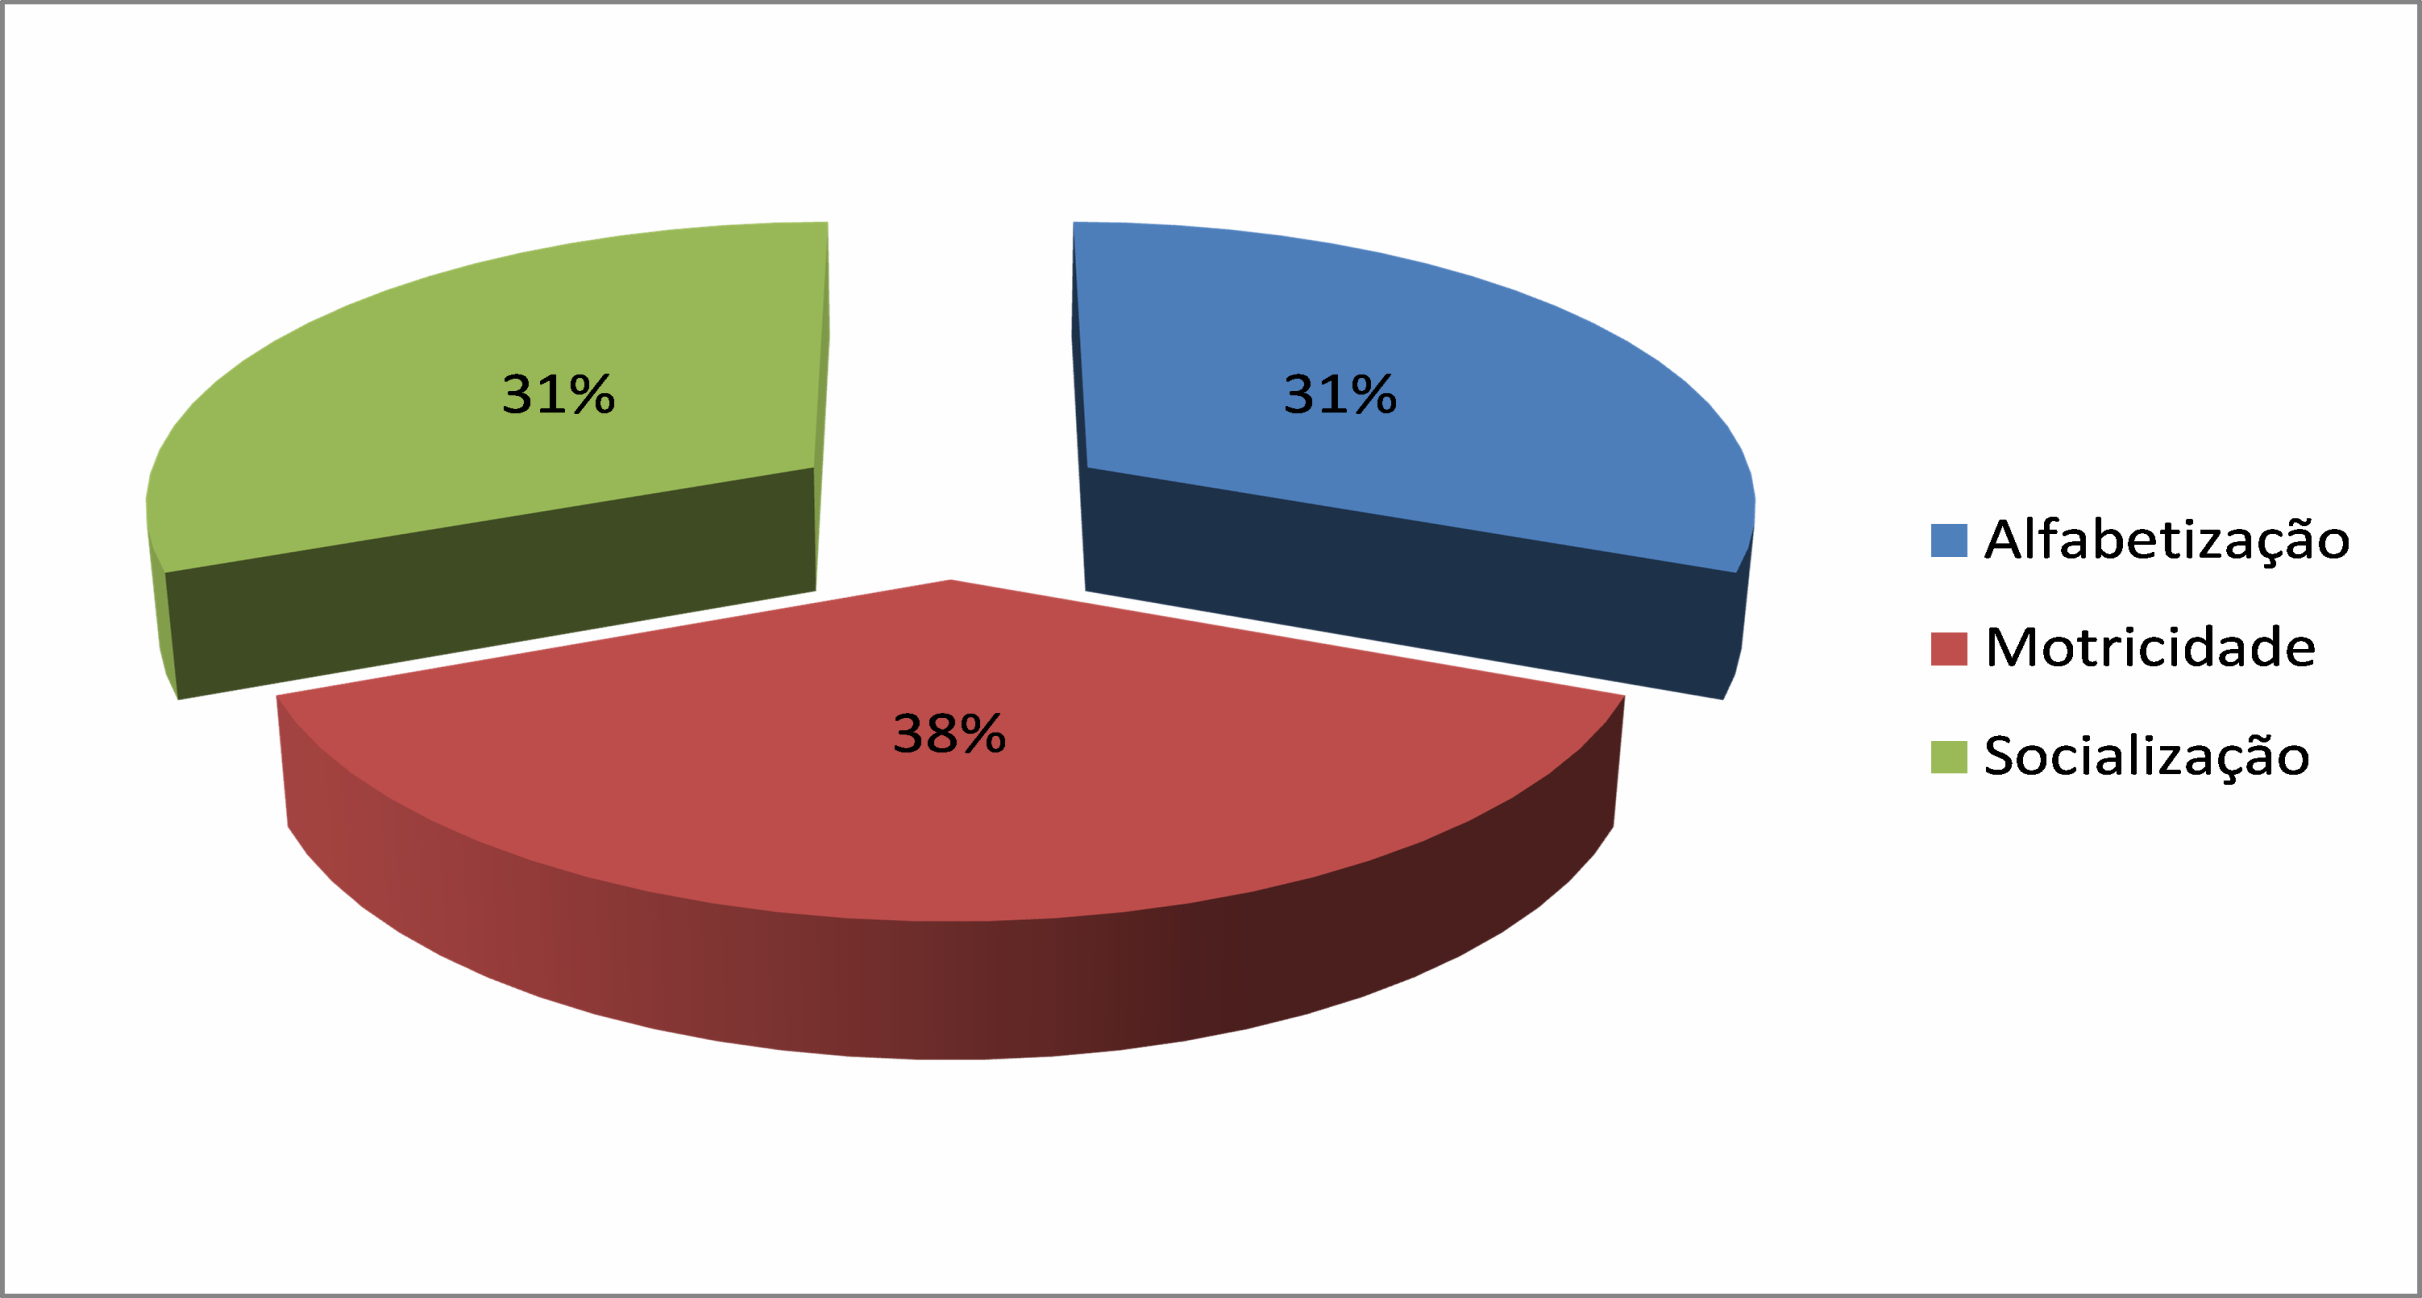 31%
31%
38%
Alfabetização
Motricidade
Socialização